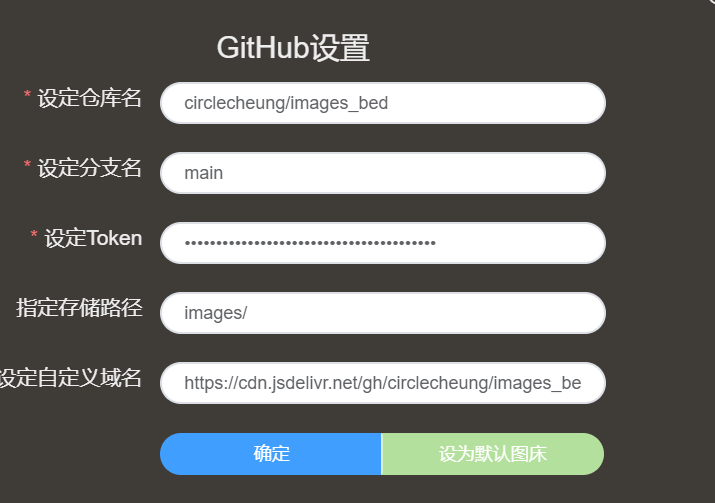 GitHub设置
* 设定仓库名
circlecheung/images_bed
* 设定分支名
main
* 设定Token
••••••••••••••••••••••••••••••••••••••••
指定存储路径
images/
设定自定义域名
https://cdn.jsdelivr.net/gh/circlecheung/images_be
确定
设为默认图床